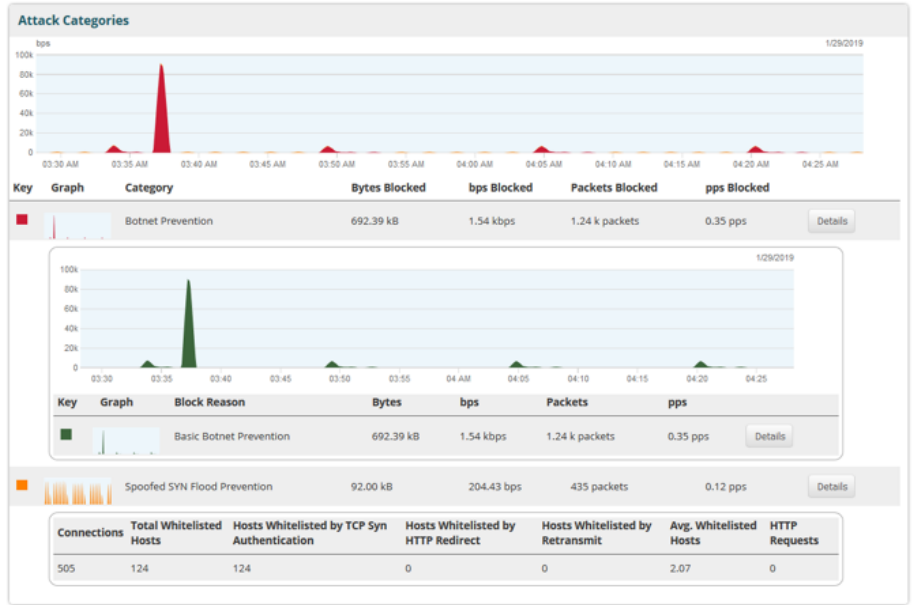 Attack Categories
bps 1/29/2019
100k
80k
60k
40k
20k
0
03:30 AM 03:35 AM 03:40 AM 03:45 AM 03:50 AM 03:55 AM 04:00 AM 04:05 AM 04:10 AM 04:15 AM 04:20 AM 04:25 AM
Key Graph Category Bytes Blocked bps Blocked Packets Blocked pps Blocked
Botnet Prevention 692.39 kB 1.54 kbps 1.24 k packets 0.35 pps Details
1/29/2019
100k
80k
60k
40k
20k
0
03:30 03:35 03:40 03:45 03:50 03:55 04 AM 04:05 04:10 04:15 04:20 04:25
Key Graph Block Reason Bytes bps Packets pps
Basic Botnet Prevention 692.39 kB 1.54 kbps 1.24 k packets 0.35 pps Details
Spoofed SYN Flood Prevention 92.00 kB 204.43 bps 435 packets 0.12 pps Details
Connections Total Whitelisted Hosts Hosts Whitelisted by TCP Syn Authentication Hosts Whitelisted by HTTP Redirect Hosts Whitelisted by Retransmit Avg. Whitelisted Hosts HTTP Requests
505 124 124 0 0 2.07 0